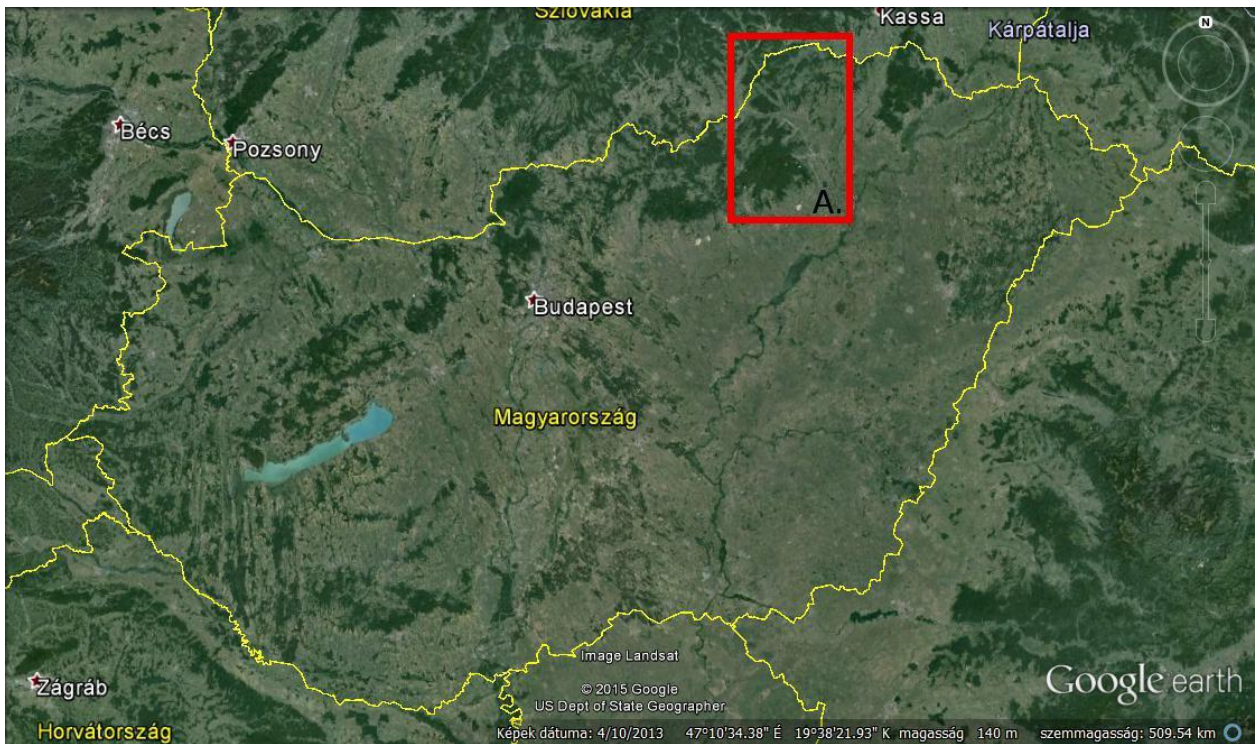 Szlovákia
Kassa
Kárpátalja
N
Bécs
Pozsony
A.
Budapest
Magyarország
Image Landsat
© 2015 Google
US Dept of State Geographer
Google earth
Zágráb
Horvátország
Képek dátuma: 4/10/2013 47°10'34.38" É 19°38'21.93" K magasság 140 m szemmagasság: 509.54 km